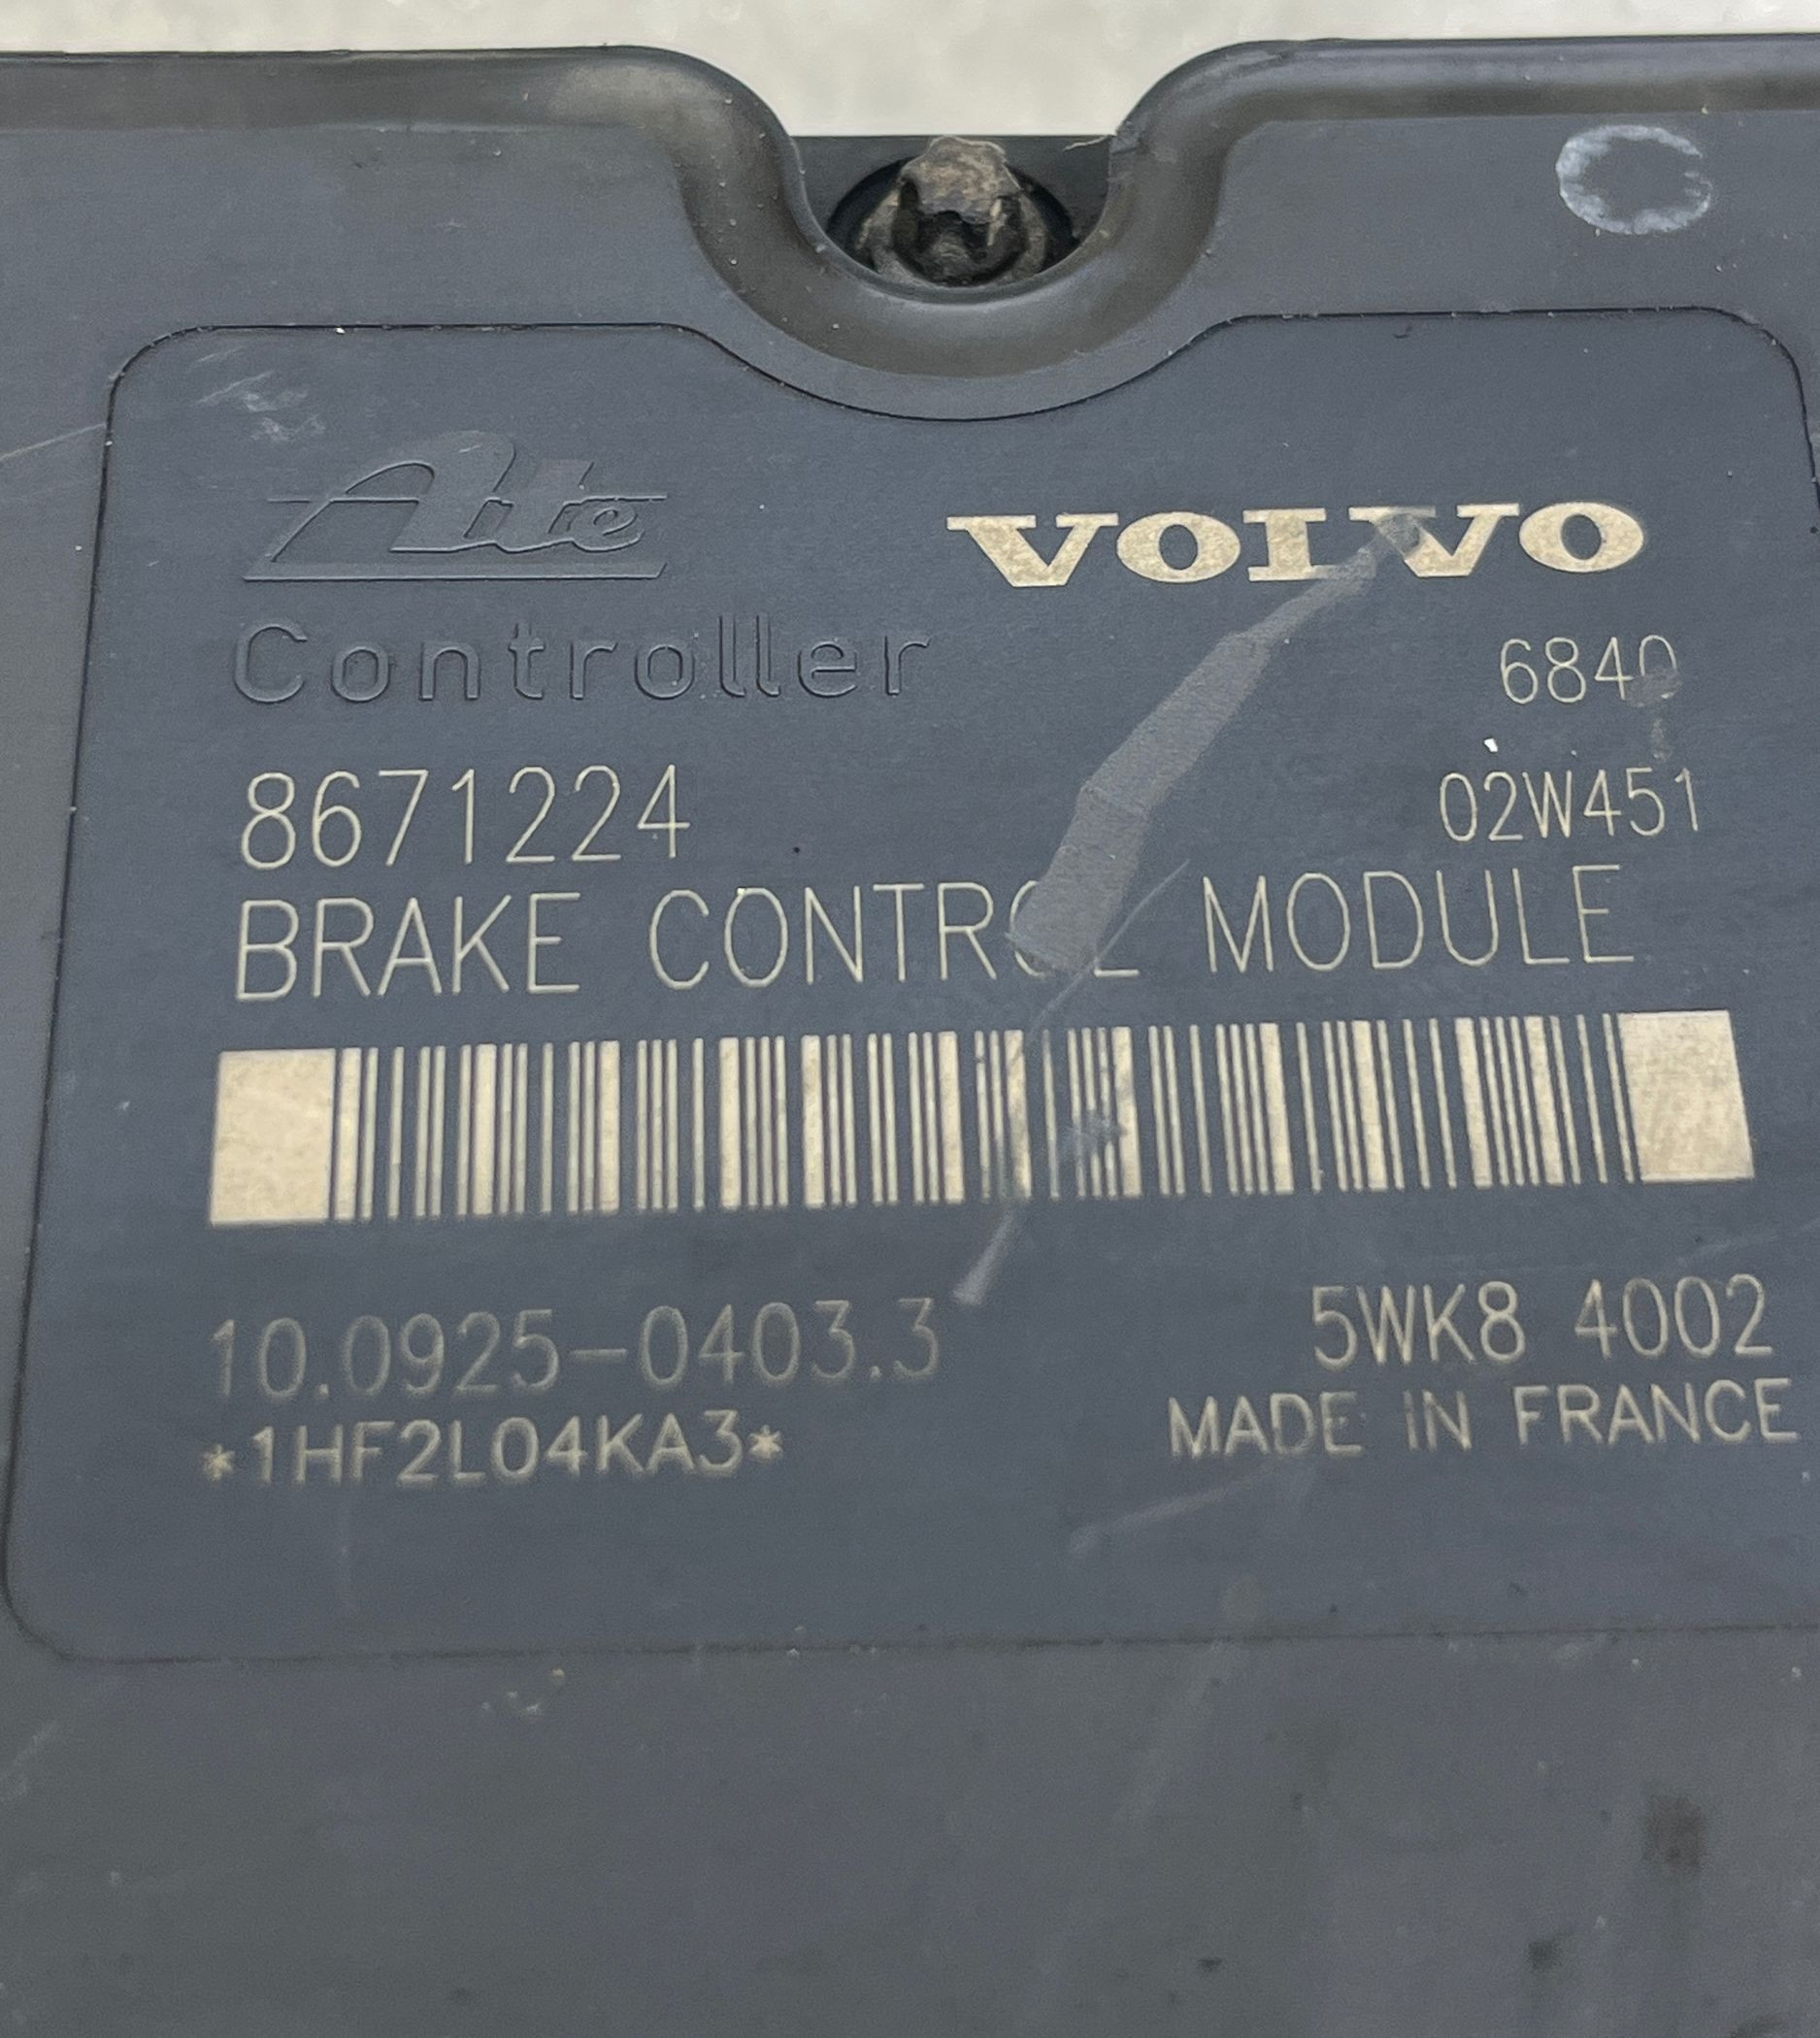 Ate
VOLVO
Controller
6840
8671224
02W451
BRAKE CONTROL MODULE
10.0925-0403.3
5WK8 4002
*1HF2L04KA3*
MADE IN FRANCE